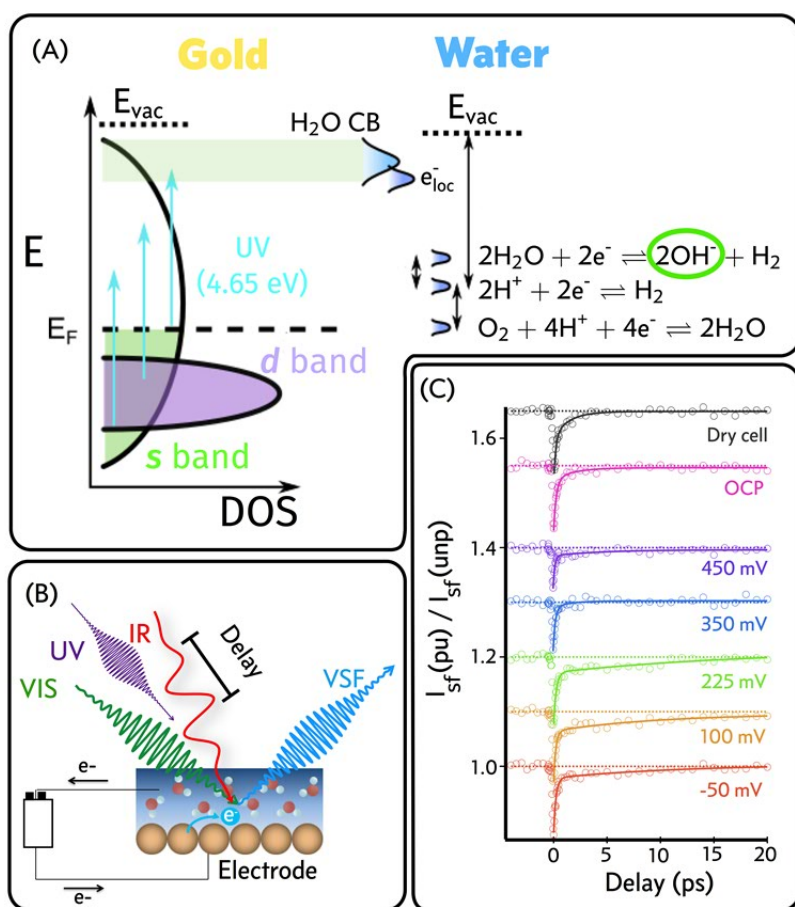 (A)
Gold
Water
E_vac
H₂O CB
E_vac
e⁻_loc
E
UV
(4.65 eV)
2H₂O + 2e⁻ ⇌ 2OH⁻ + H₂
2H⁺ + 2e⁻ ⇌ H₂
E_F
O₂ + 4H⁺ + 4e⁻ ⇌ 2H₂O
d band
s band
DOS
(B)
UV
IR
Delay
VIS
VSF
e-
e-
Electrode
e-
(C)
I_sf(pu) / I_sf(unp)
1.6
Dry cell
OCP
1.4
450 mV
1.3
350 mV
1.2
225 mV
100 mV
1.0
-50 mV
0 5 10 15 20
Delay (ps)